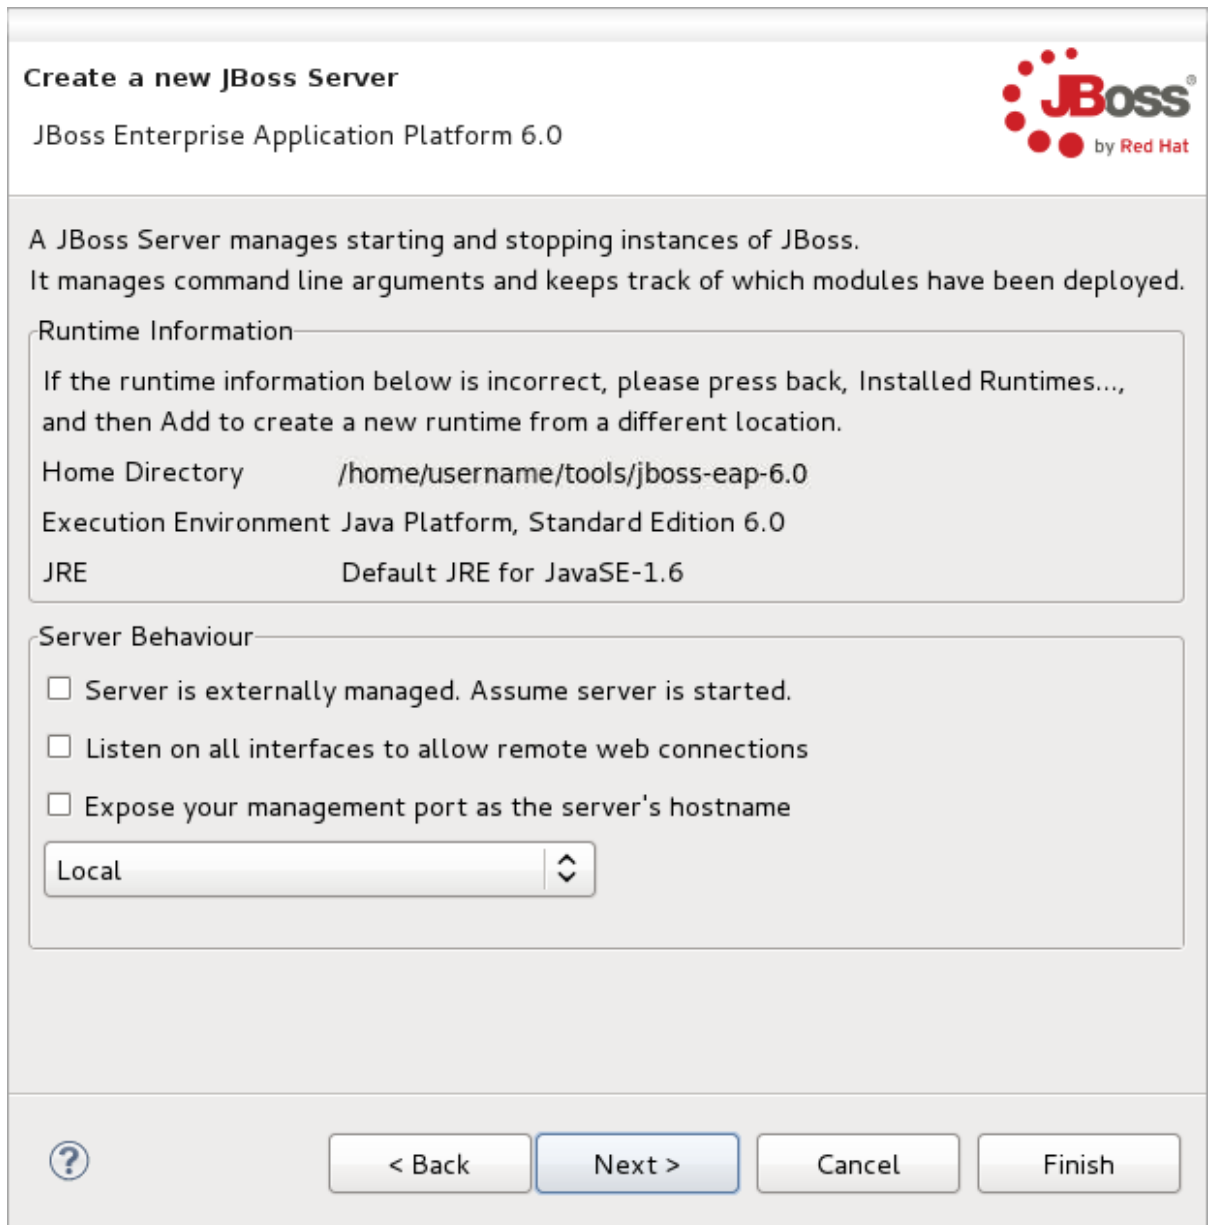 Create a new JBoss Server
JBoss Enterprise Application Platform 6.0
JBoss®
by Red Hat
A JBoss Server manages starting and stopping instances of JBoss.
It manages command line arguments and keeps track of which modules have been deployed.
Runtime Information
If the runtime information below is incorrect, please press back, Installed Runtimes...,
and then Add to create a new runtime from a different location.
Home Directory /home/username/tools/jboss-eap-6.0
Execution Environment Java Platform, Standard Edition 6.0
JRE Default JRE for JavaSE-1.6
Server Behaviour
Server is externally managed. Assume server is started.
Listen on all interfaces to allow remote web connections
Expose your management port as the server's hostname
Local
? < Back Next > Cancel Finish